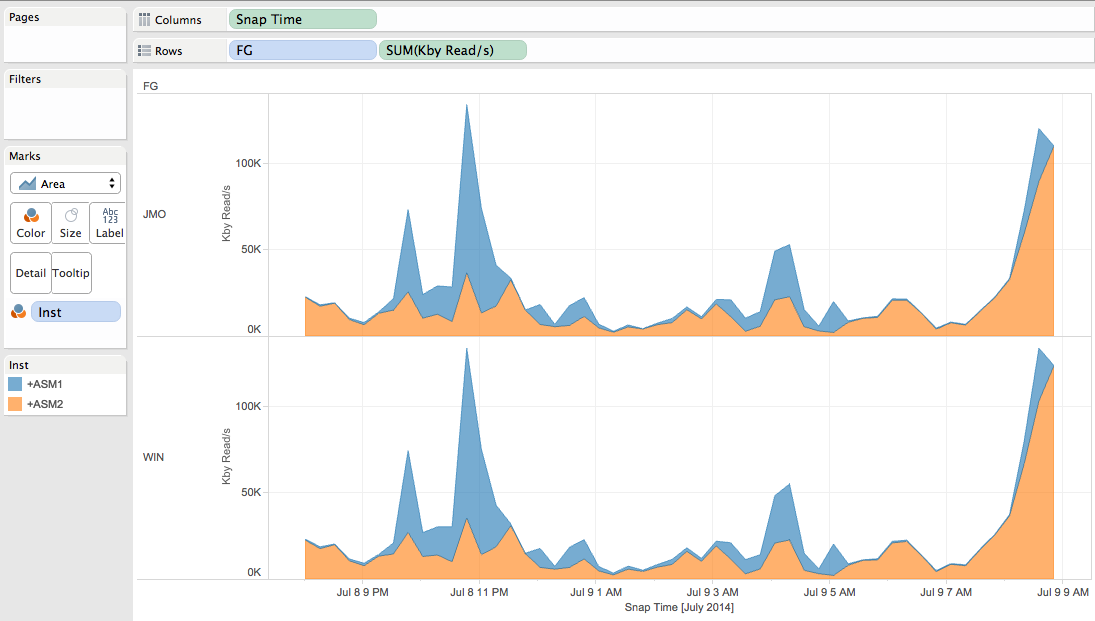 Pages
Columns
Snap Time
Rows
FG
SUM(Kby Read/s)
Filters
Marks
Area
Color
Size
Abc
123
Label
Detail
Tooltip
Inst
Inst
+ASM1
+ASM2
FG
JMO
Kby Read/s
100K
50K
0K
WIN
Kby Read/s
100K
50K
0K
Jul 8 9 PM
Jul 8 11 PM
Jul 9 1 AM
Jul 9 3 AM
Jul 9 5 AM
Jul 9 7 AM
Jul 9 9 AM
Snap Time [July 2014]